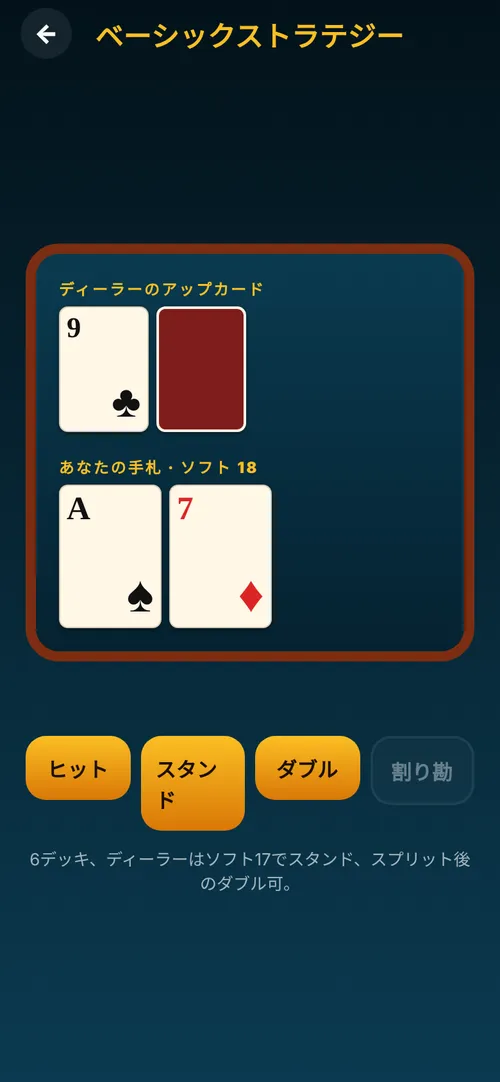 ベーシックストラテジー
ディーラーのアップカード
9
あなたの手札 · ソフト 18
A
7
ヒット
スタン
ド
ダブル
割り勘
6デッキ、ディーラーはソフト17でスタンド、スプリット後
のダブル可。